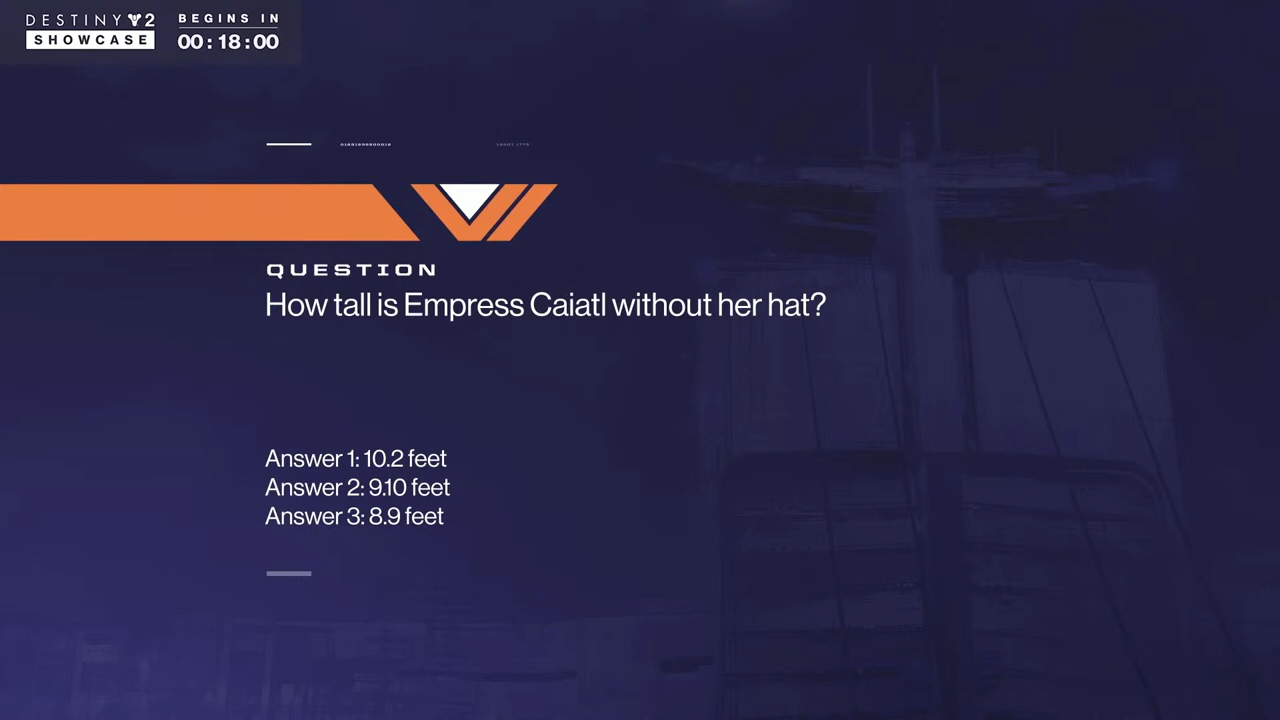 DESTINY 2
SHOWCASE
BEGINS IN
00:18:00
QUESTION
How tall is Empress Caiatl without her hat?
Answer 1: 10.2 feet
Answer 2: 9.10 feet
Answer 3: 8.9 feet